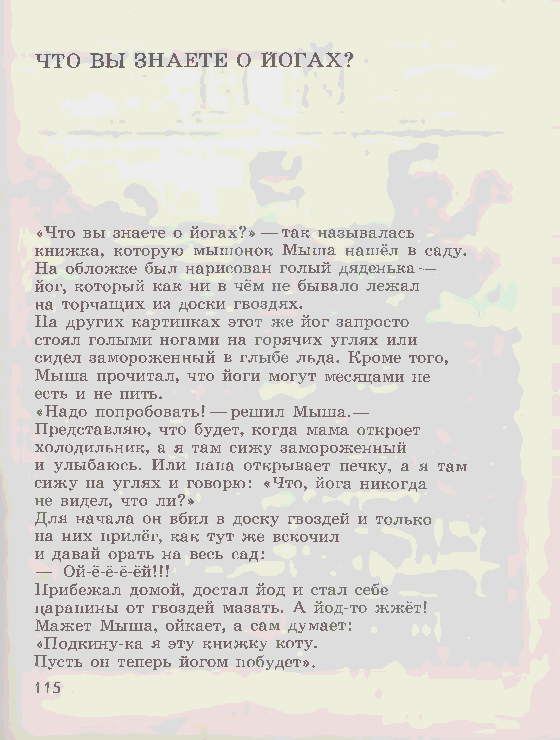 ЧТО ВЫ ЗНАЕТЕ О ЙОГАХ?
«Что вы знаете о йогах?» — так называлась
книжка, которую мышонок Мыша нашёл в саду.
На обложке был нарисован голый дяденька —
йог, который как ни в чём не бывало лежал
на торчащих из доски гвоздях.
На других картинках этот же йог запросто
стоял голыми ногами на горячих углях или
сидел замороженный в глыбе льда. Кроме того,
Мыша прочитал, что йоги могут месяцами не
есть и не пить.
«Надо попробовать! — решил Мыша.—
Представляю, что будет, когда мама откроет
холодильник, а я там сижу замороженный
и улыбаюсь. Или папа открывает печку, а я там
сижу на углях и говорю: «Что, йога никогда
не видел, что ли?»
Для начала он вбил в доску гвоздей и только
на них прилёг, как тут же вскочил
и давай орать на весь сад:
— Ой-ё-ё-ё-ёй!!!
Прибежал домой, достал йод и стал себе
царапины от гвоздей мазать. А йод-то жжёт!
Мажет Мыша, ойкает, а сам думает:
«Подкину-ка я эту книжку коту.
Пусть он теперь йогом побудет».
115